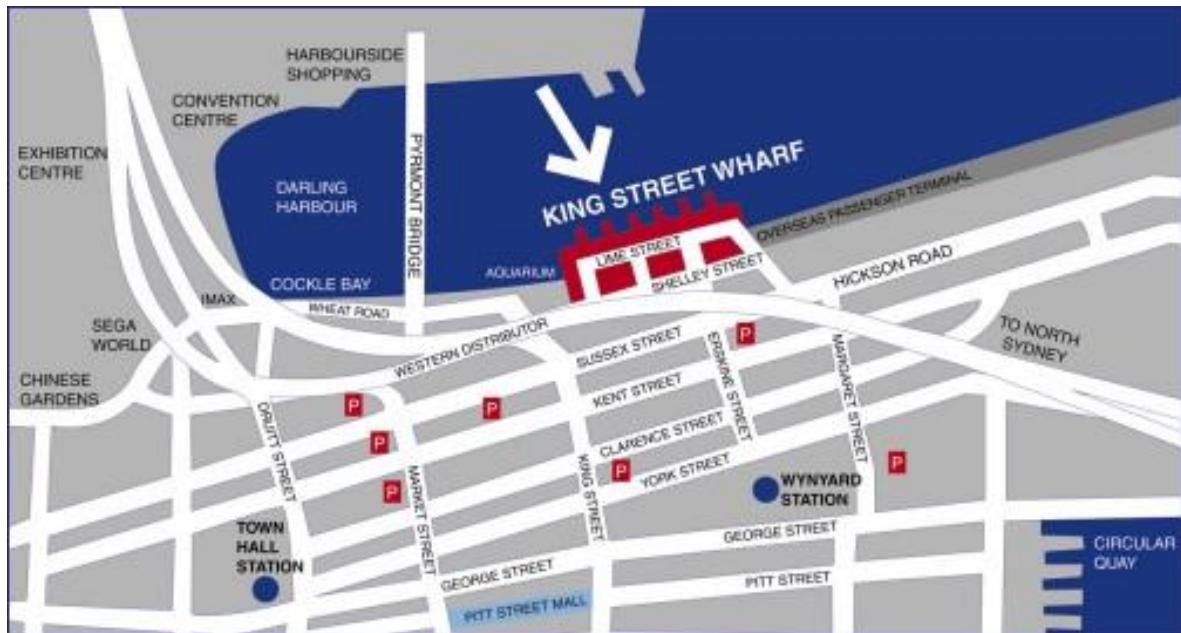 HARBOURSIDE
SHOPPING
CONVENTION
CENTRE
EXHIBITION
CENTRE
DARLING
HARBOUR
PYRMONT BRIDGE
KING STREET WHARF
OVERSEAS PASSENGER TERMINAL
LIME STREET
SHELLEY STREET
AQUARIUM
HICKSON ROAD
COCKLE BAY
IMAX
WHEAT ROAD
SEGA
WORLD
WESTERN DISTRIBUTOR
SUSSEX STREET
P
TO NORTH
SYDNEY
CHINESE
GARDENS
KENT STREET
ERSKINE STREET
MARGARET STREET
P
P
P
DRUITT STREET
CLARENCE STREET
MARKET STREET
KING STREET
P
P
P
YORK STREET
WYNYARD
STATION
TOWN
HALL
STATION
GEORGE STREET
GEORGE STREET
CIRCULAR
QUAY
PITT STREET
PITT STREET MALL